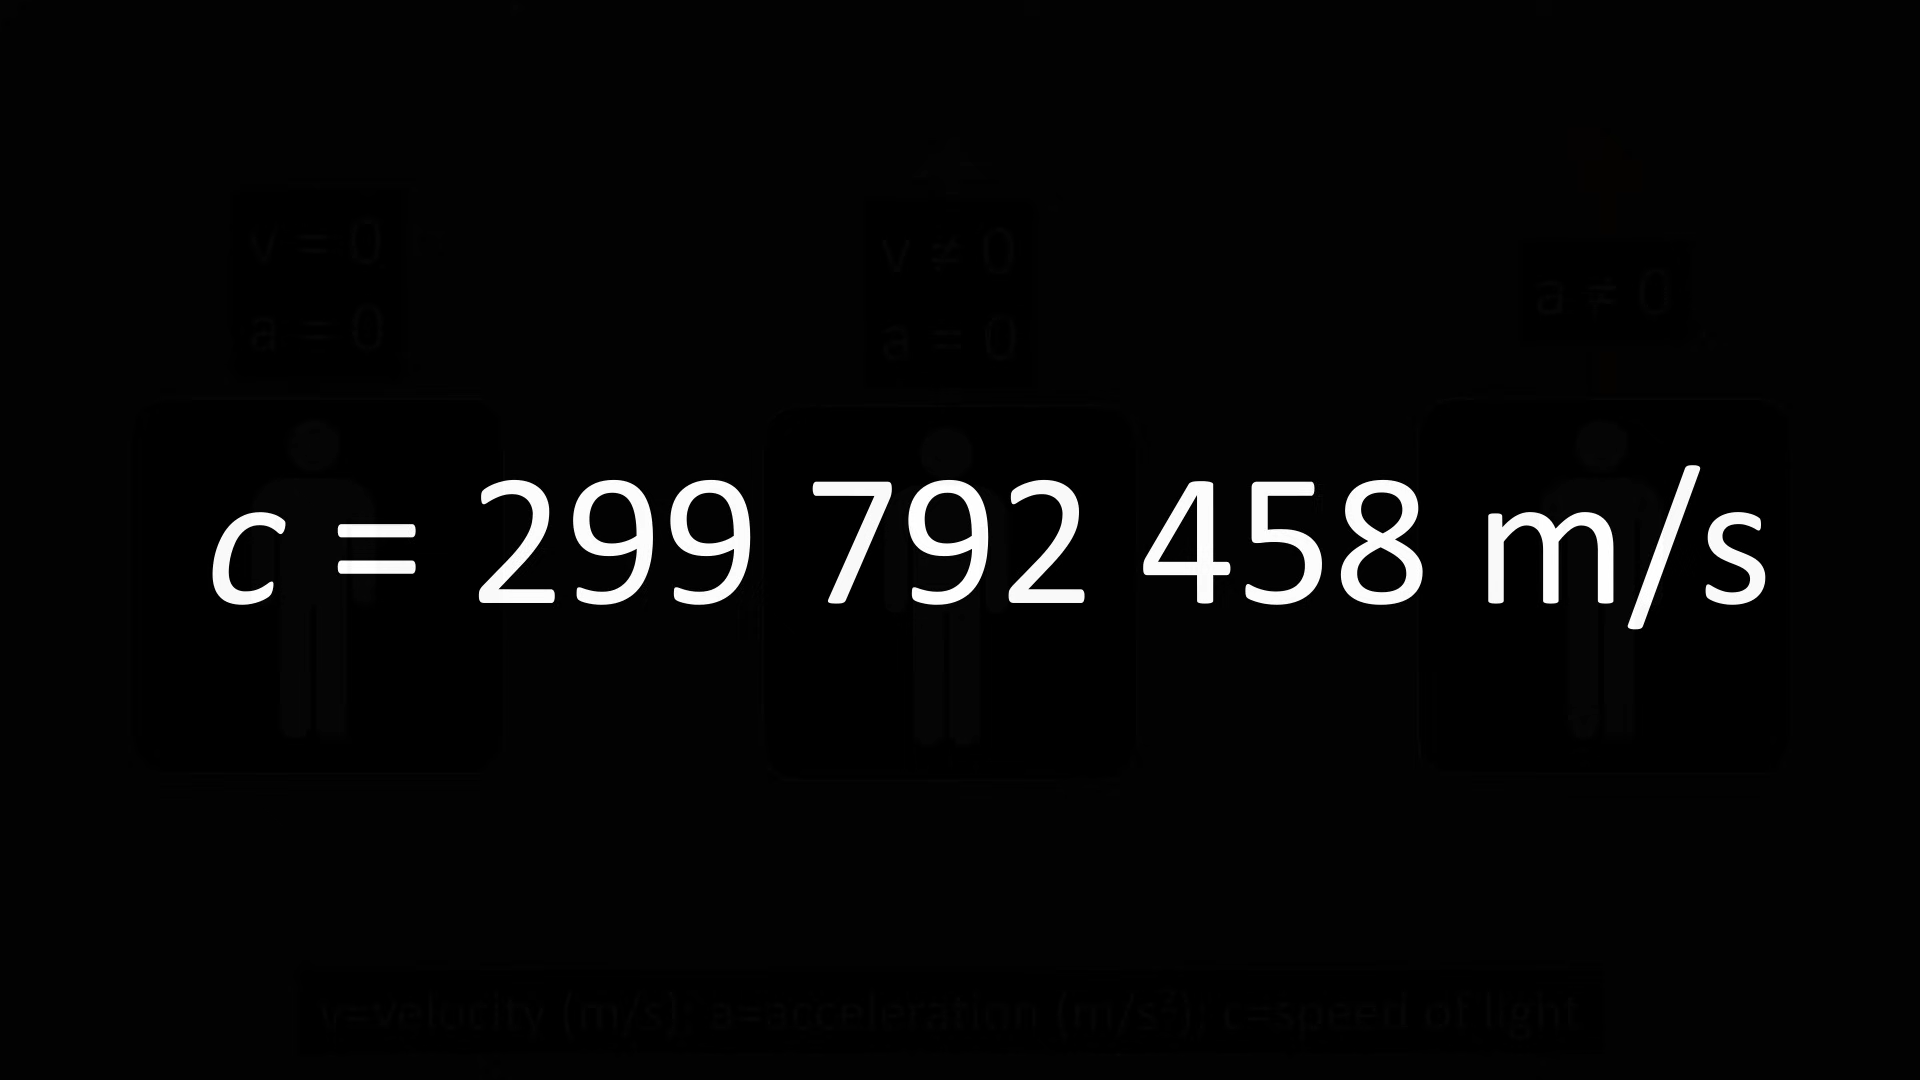 v = 0
a = 0
v ≠ 0
a = 0
a ≠ 0
c = 299 792 458 m/s
v=velocity (m/s); a=acceleration (m/s²); c=speed of light